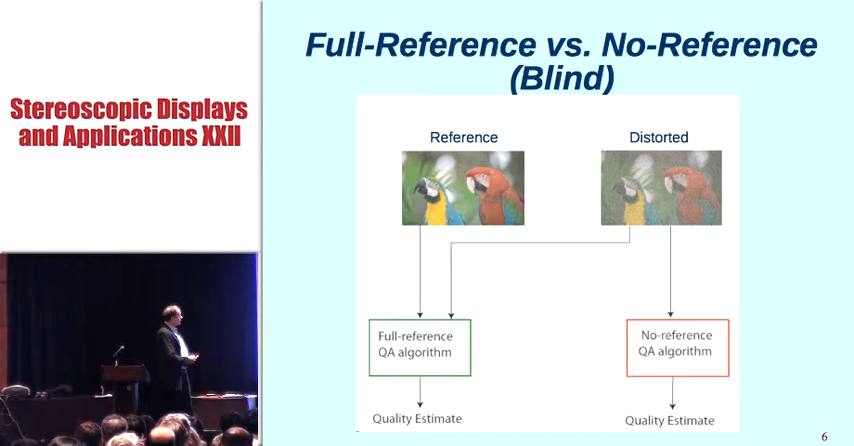 Stereoscopic Displays
and Applications XXII
Full-Reference vs. No-Reference
(Blind)
Reference
Distorted
Full-reference
QA algorithm
No-reference
QA algorithm
Quality Estimate
Quality Estimate
6